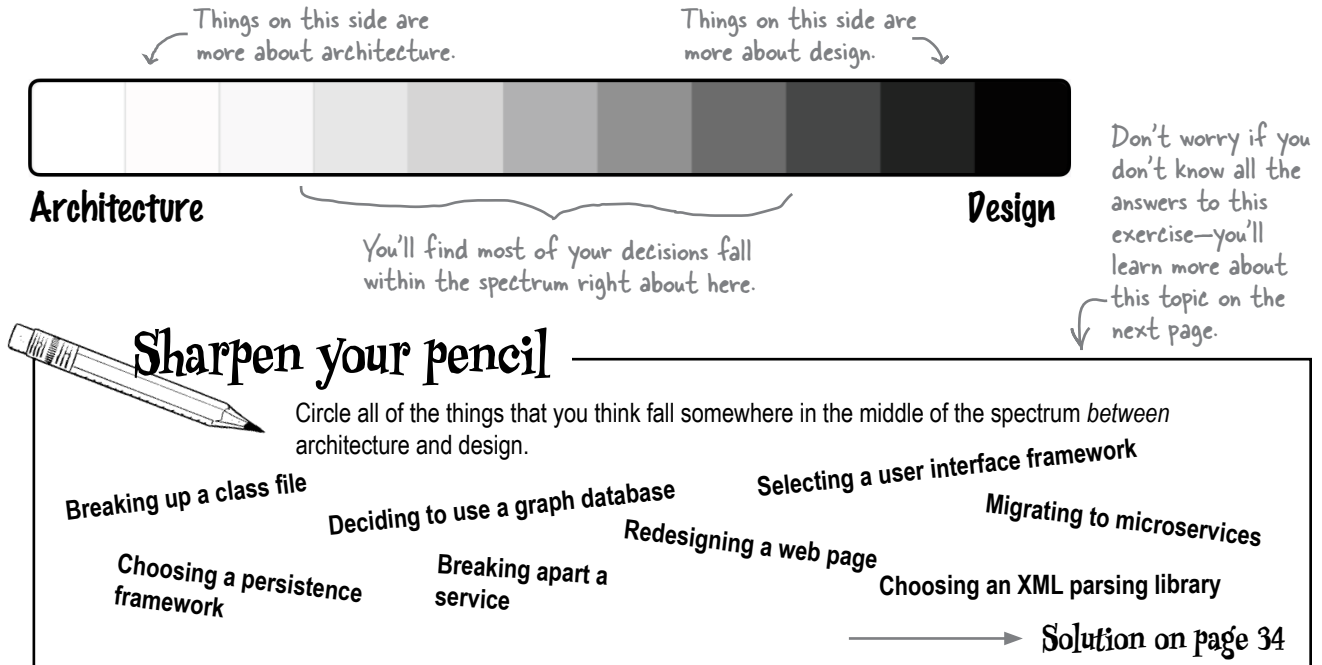 Things on this side are
more about architecture.
Things on this side are
more about design.
Architecture
Design
You'll find most of your decisions fall
within the spectrum right about here.
Don't worry if you
don't know all the
answers to this
exercise—you'll
learn more about
this topic on the
next page.
Sharpen your pencil
Circle all of the things that you think fall somewhere in the middle of the spectrum between
architecture and design.
Breaking up a class file
Deciding to use a graph database
Selecting a user interface framework
Migrating to microservices
Redesigning a web page
Choosing a persistence
framework
Breaking apart a
service
Choosing an XML parsing library
Solution on page 34